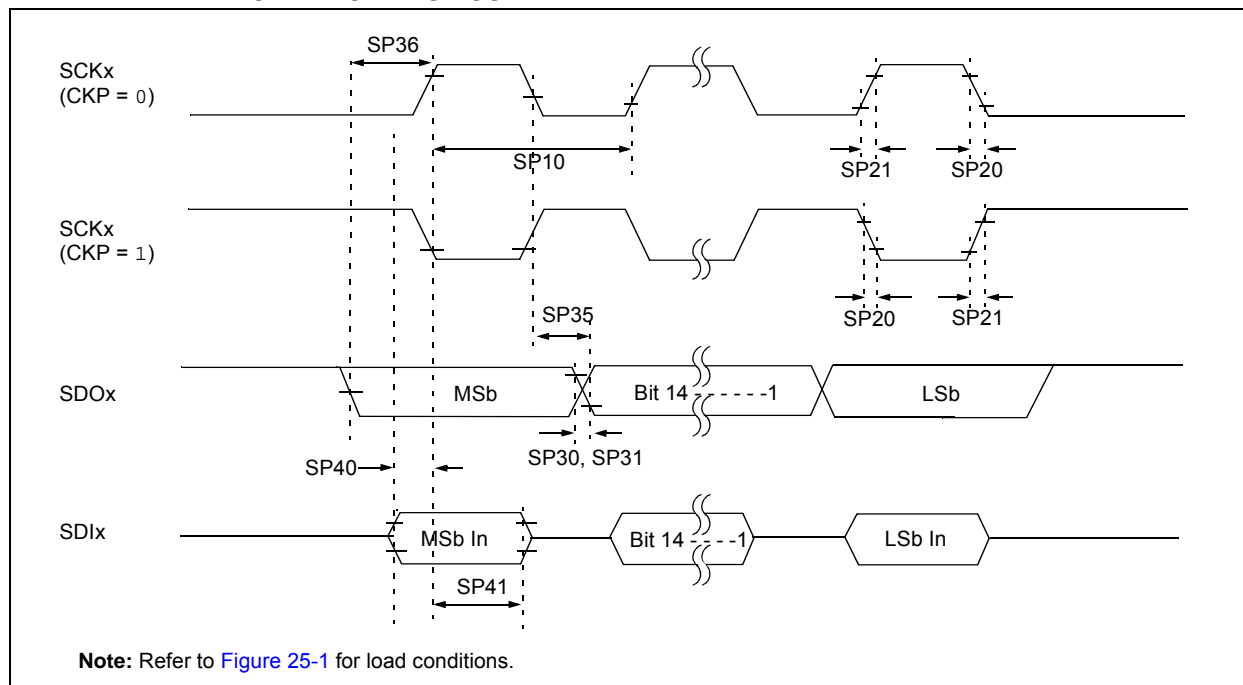 SP36
SCKx
(CKP = 0)
SP10
SP21
SP20
SCKx
(CKP = 1)
SP35
SP20
SP21
SDOx
MSb
Bit 14 - - - - - -1
LSb
SP40
SP30, SP31
SDIx
MSb In
Bit 14 - - - - -1
LSb In
SP41
Note: Refer to Figure 25-1 for load conditions.